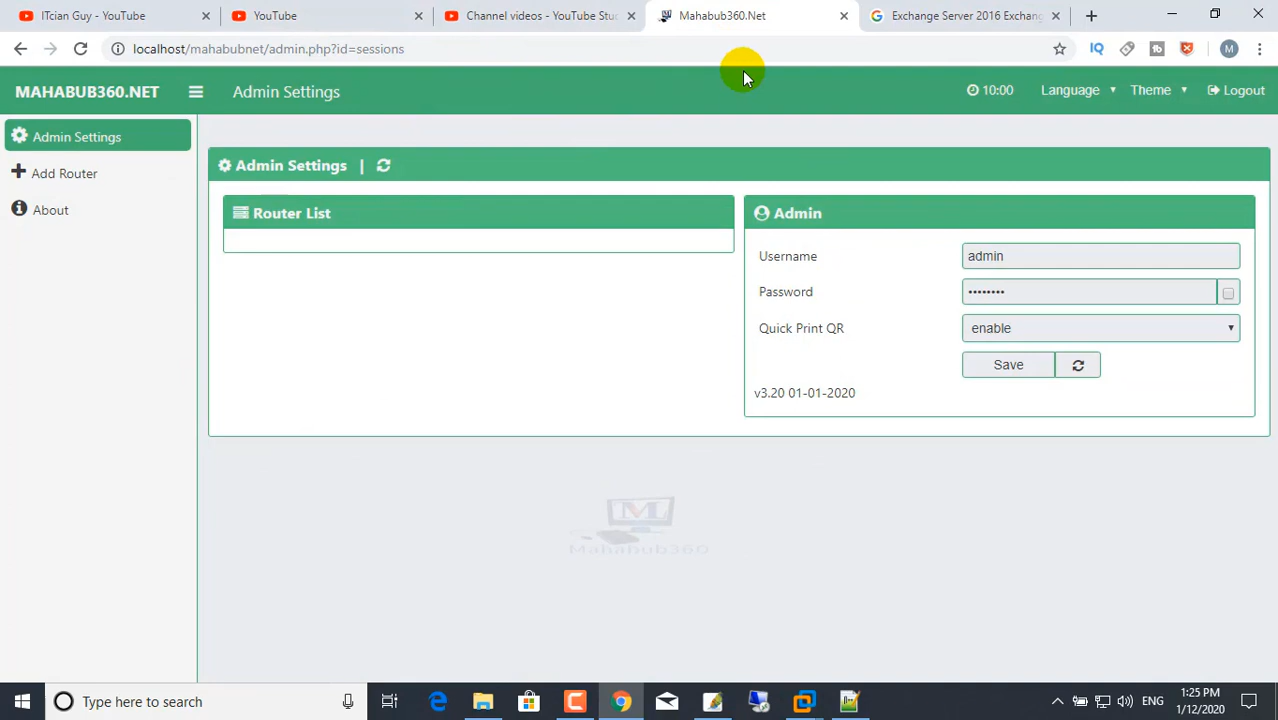 ITcian Guy - YouTube
YouTube
Channel videos - YouTube Stu
Mahabub360.Net
Exchange Server 2016 Exchang
localhost/mahabubnet/admin.php?id=sessions
MAHABUB360.NET
Admin Settings
10:00
Language
Theme
Logout
Admin Settings
Add Router
About
Admin Settings |
Router List
Admin
Username
admin
Password
••••••••
Quick Print QR
enable
Save
v3.20 01-01-2020
Mahabub360
Type here to search
ENG
1:25 PM
1/12/2020